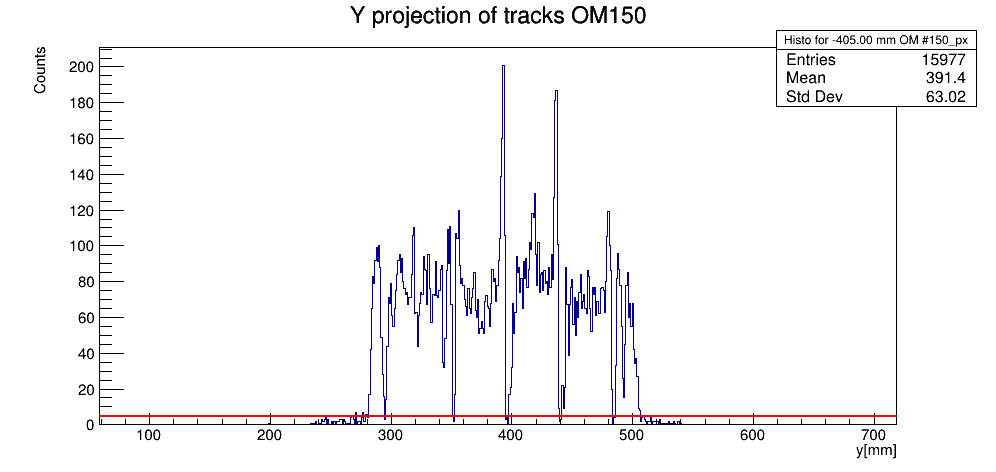 Y projection of tracks OM150
Histo for -405.00 mm OM #150_px
Entries 15977
Mean 391.4
Std Dev 63.02
Counts
200
180
160
140
120
100
80
60
40
20
0
100 200 300 400 500 600 700
y[mm]